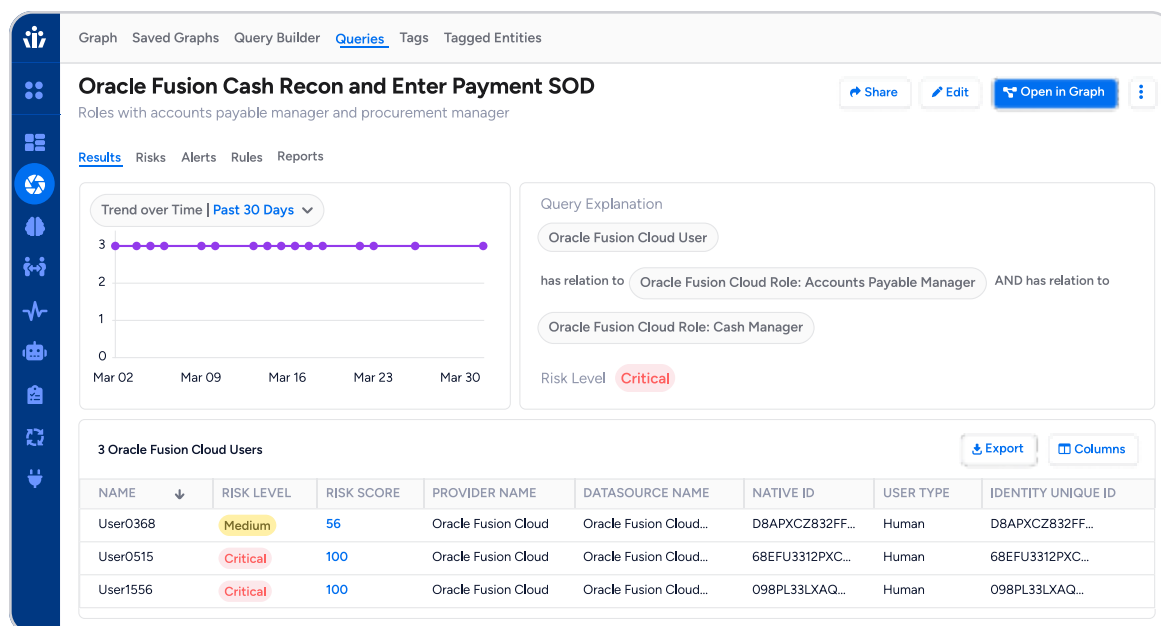 Graph Saved Graphs Query Builder Queries Tags Tagged Entities
Oracle Fusion Cash Recon and Enter Payment SOD
Roles with accounts payable manager and procurement manager
Share Edit Open in Graph
Results Risks Alerts Rules Reports
Trend over Time | Past 30 Days
3
2
1
0
Mar 02 Mar 09 Mar 16 Mar 23 Mar 30
Query Explanation
Oracle Fusion Cloud User
has relation to Oracle Fusion Cloud Role: Accounts Payable Manager AND has relation to
Oracle Fusion Cloud Role: Cash Manager
Risk Level Critical
3 Oracle Fusion Cloud Users
Export Columns
NAME RISK LEVEL RISK SCORE PROVIDER NAME DATASOURCE NAME NATIVE ID USER TYPE IDENTITY UNIQUE ID
User0368 Medium 56 Oracle Fusion Cloud Oracle Fusion Cloud... D8APXCZ832FF... Human D8APXCZ832FF...
User0515 Critical 100 Oracle Fusion Cloud Oracle Fusion Cloud... 68EFU3312PXC... Human 68EFU3312PXC...
User1556 Critical 100 Oracle Fusion Cloud Oracle Fusion Cloud... 098PL33LXAQ... Human 098PL33LXAQ...